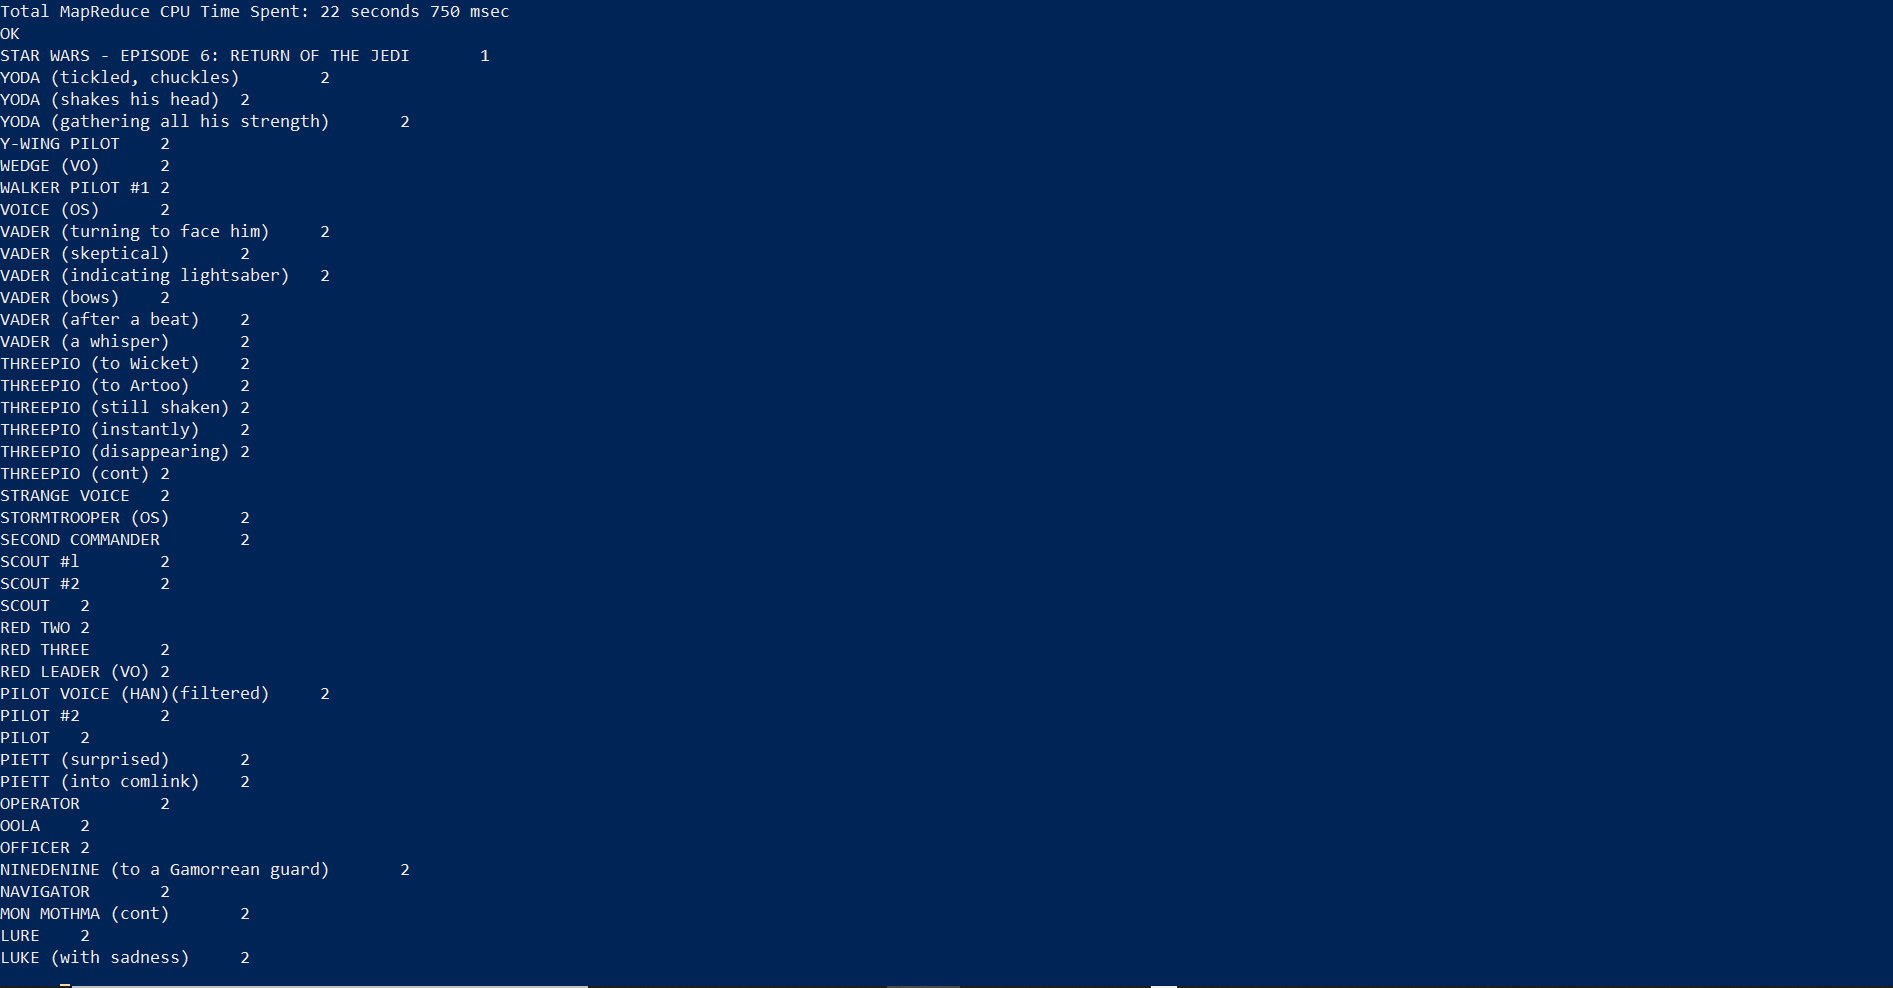 Total MapReduce CPU Time Spent: 22 seconds 750 msec
OK
STAR WARS - EPISODE 6: RETURN OF THE JEDI 1
YODA (tickled, chuckles) 2
YODA (shakes his head) 2
YODA (gathering all his strength) 2
Y-WING PILOT 2
WEDGE (VO) 2
WALKER PILOT #1 2
VOICE (OS) 2
VADER (turning to face him) 2
VADER (skeptical) 2
VADER (indicating lightsaber) 2
VADER (bows) 2
VADER (after a beat) 2
VADER (a whisper) 2
THREEPIO (to Wicket) 2
THREEPIO (to Artoo) 2
THREEPIO (still shaken) 2
THREEPIO (instantly) 2
THREEPIO (disappearing) 2
THREEPIO (cont) 2
STRANGE VOICE 2
STORMTROOPER (OS) 2
SECOND COMMANDER 2
SCOUT #l 2
SCOUT #2 2
SCOUT 2
RED TWO 2
RED THREE 2
RED LEADER (VO) 2
PILOT VOICE (HAN)(filtered) 2
PILOT #2 2
PILOT 2
PIETT (surprised) 2
PIETT (into comlink) 2
OPERATOR 2
OOLA 2
OFFICER 2
NINEDENINE (to a Gamorrean guard) 2
NAVIGATOR 2
MON MOTHMA (cont) 2
LURE 2
LUKE (with sadness) 2